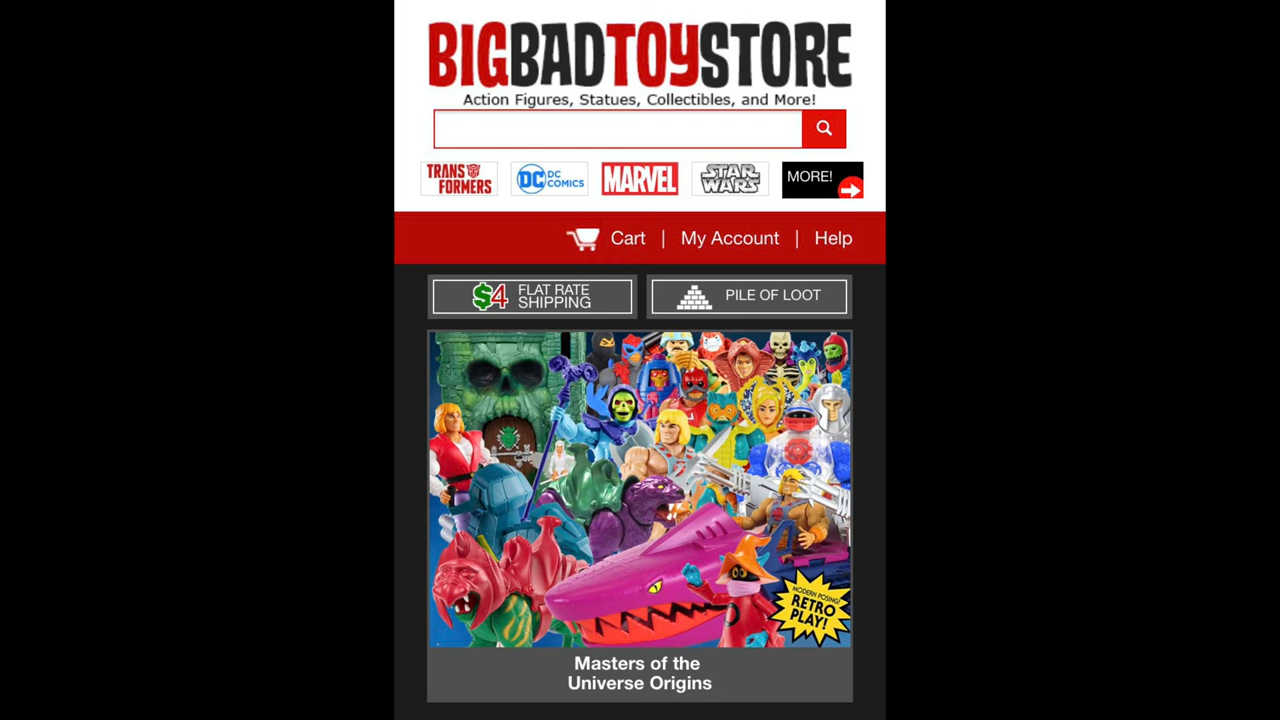 BIGBADTOYSTORE
Action Figures, Statues, Collectibles, and More!
TRANSFORMERS
DC DC COMICS
MARVEL
STAR WARS
MORE!
Cart | My Account | Help
$4 FLAT RATE SHIPPING
PILE OF LOOT
MODERN POSING!
RETRO
PLAY!
Masters of the
Universe Origins